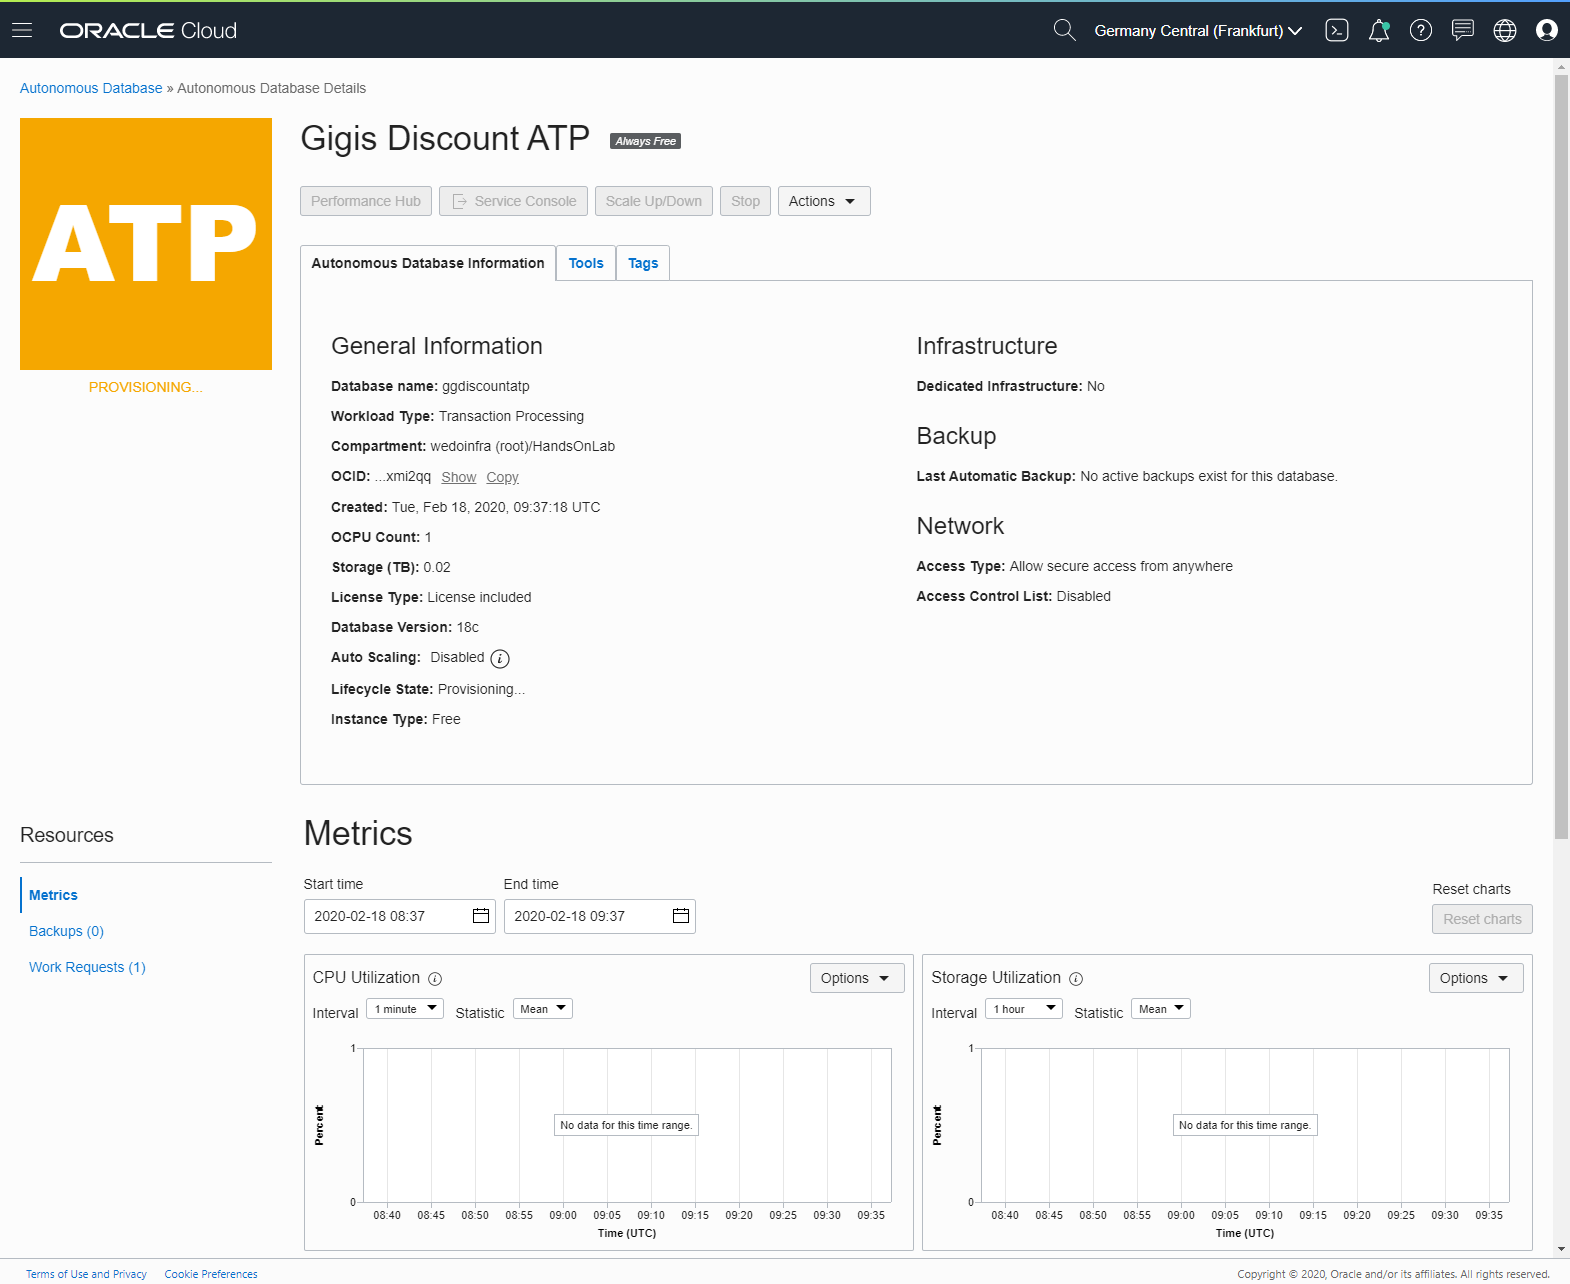 ORACLE Cloud
Germany Central (Frankfurt)
Autonomous Database » Autonomous Database Details
ATP
PROVISIONING...
Gigis Discount ATP Always Free
Performance Hub Service Console Scale Up/Down Stop Actions
Autonomous Database Information Tools Tags
General Information
Database name: ggdiscountatp
Workload Type: Transaction Processing
Compartment: wedoinfra (root)/HandsOnLab
OCID: ...xmi2qq Show Copy
Created: Tue, Feb 18, 2020, 09:37:18 UTC
OCPU Count: 1
Storage (TB): 0.02
License Type: License included
Database Version: 18c
Auto Scaling: Disabled i
Lifecycle State: Provisioning...
Instance Type: Free
Infrastructure
Dedicated Infrastructure: No
Backup
Last Automatic Backup: No active backups exist for this database.
Network
Access Type: Allow secure access from anywhere
Access Control List: Disabled
Resources
Metrics
Backups (0)
Work Requests (1)
Metrics
Start time End time
2020-02-18 08:37 2020-02-18 09:37
Reset charts
Reset charts
CPU Utilization i Options
Interval 1 minute Statistic Mean
1
Percent
No data for this time range.
0
08:40 08:45 08:50 08:55 09:00 09:05 09:10 09:15 09:20 09:25 09:30 09:35
Time (UTC)
Storage Utilization i Options
Interval 1 hour Statistic Mean
1
Percent
No data for this time range.
0
08:40 08:45 08:50 08:55 09:00 09:05 09:10 09:15 09:20 09:25 09:30 09:35
Time (UTC)
Terms of Use and Privacy Cookie Preferences
Copyright © 2020, Oracle and/or its affiliates. All rights reserved.